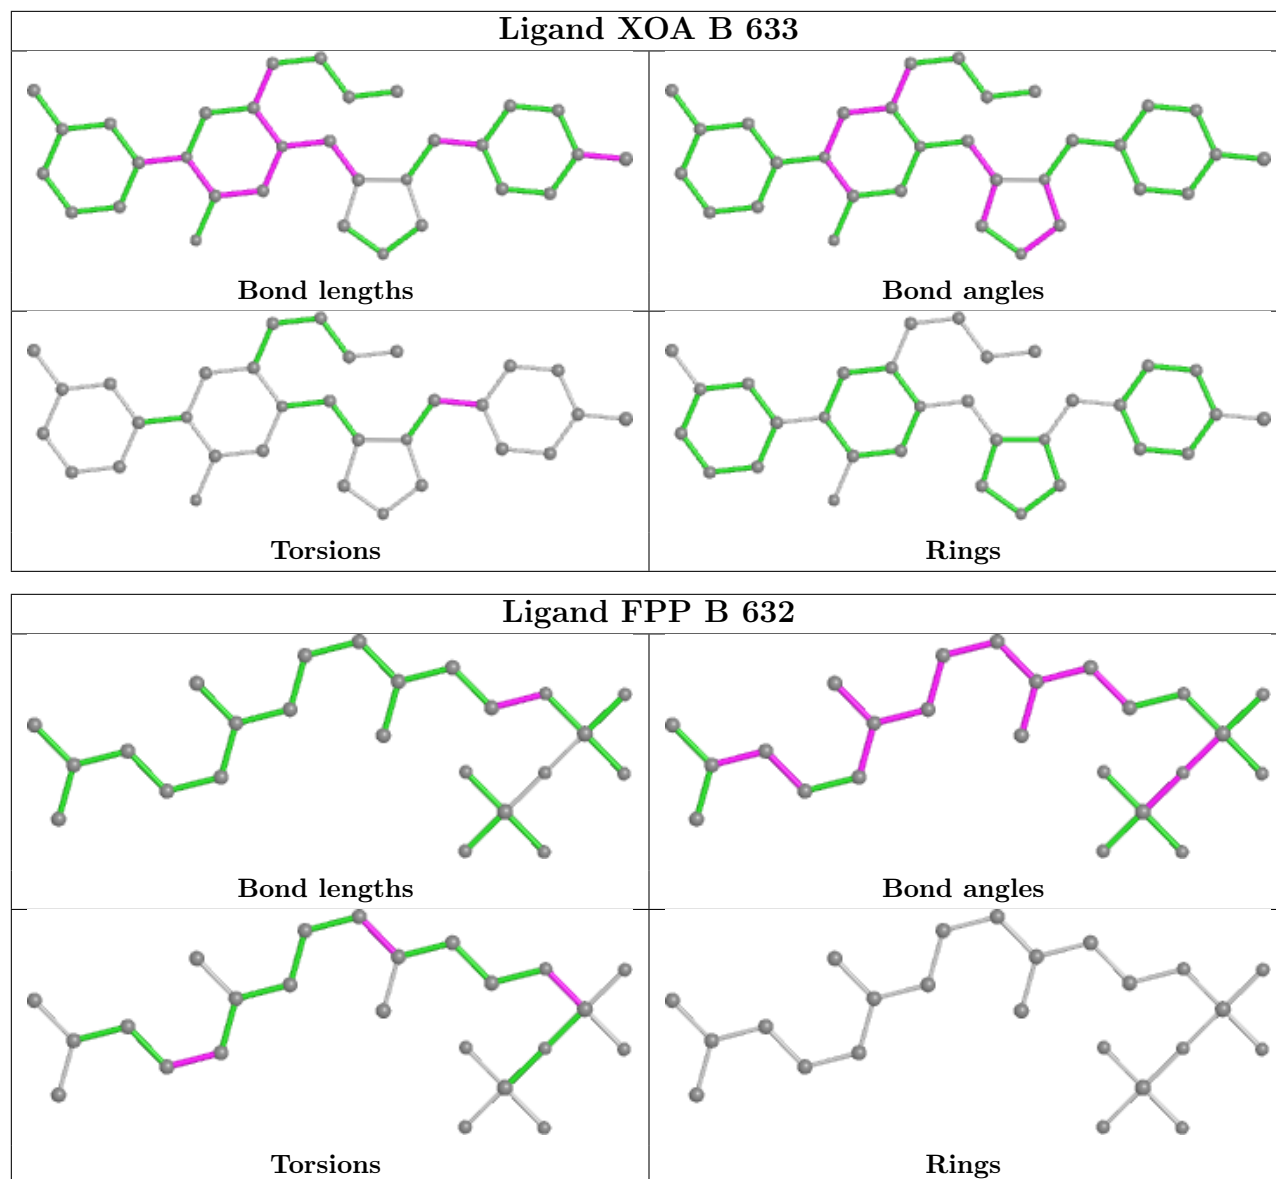 Ligand XOA B 633
Bond lengths
Bond angles
Torsions
Rings
Ligand FPP B 632
Bond lengths
Bond angles
Torsions
Rings